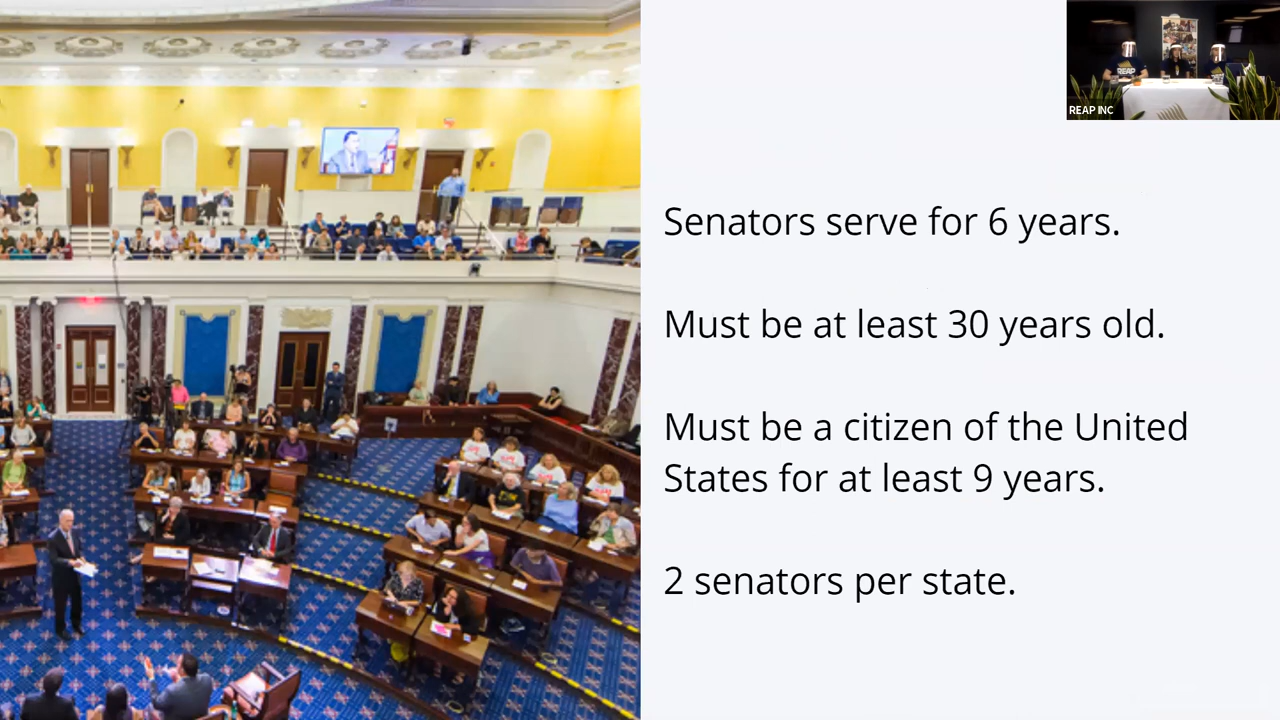 REAP
REAP INC
Senators serve for 6 years.
Must be at least 30 years old.
Must be a citizen of the United
States for at least 9 years.
2 senators per state.